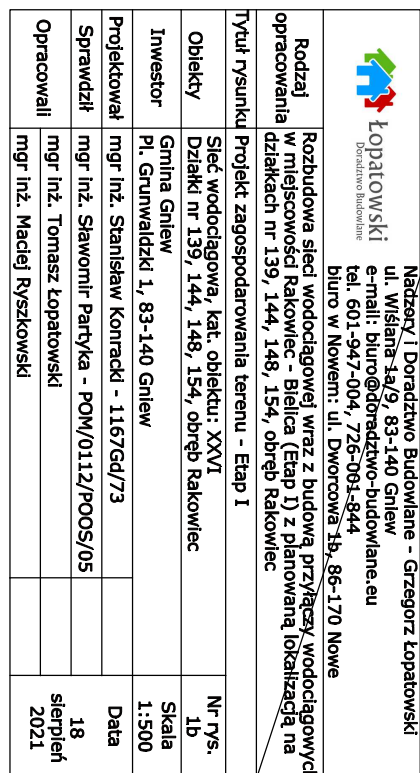 Łopatowski
Doradztwo Budowlane
Nadzory i Doradztwo Budowlane - Grzegorz Łopatowski
ul. Wiślana 1a/9, 83-140 Gniew
e-mail: biuro@doradztwo-budowlane.eu
tel. 601-947-004, 726-001-844
biuro w Nowem: ul. Dworcowa 1b, 86-170 Nowe
Rodzaj
opracowania
Rozbudowa sieci wodociągowej wraz z budową przyłączy wodociągowych
w miejscowości Rakowiec - Bielica (Etap I) z planowaną lokalizacją na
działkach nr 139, 144, 148, 154, obręb Rakowiec
Tytuł rysunku
Projekt zagospodarowania terenu - Etap I
Obiekty
Sieć wodociągowa, kat. obiektu: XXVI
Działki nr 139, 144, 148, 154, obręb Rakowiec
Nr rys.
1b
Inwestor
Gmina Gniew
Pl. Grunwaldzki 1, 83-140 Gniew
Skala
1:500
Projektował
mgr inż. Stanisław Konracki - 1167Gd/73
Data
Sprawdził
mgr inż. Sławomir Partyka - POM/0112/POOS/05
18
sierpień
2021
Opracowali
mgr inż. Tomasz Łopatowski
mgr inż. Maciej Ryszkowski